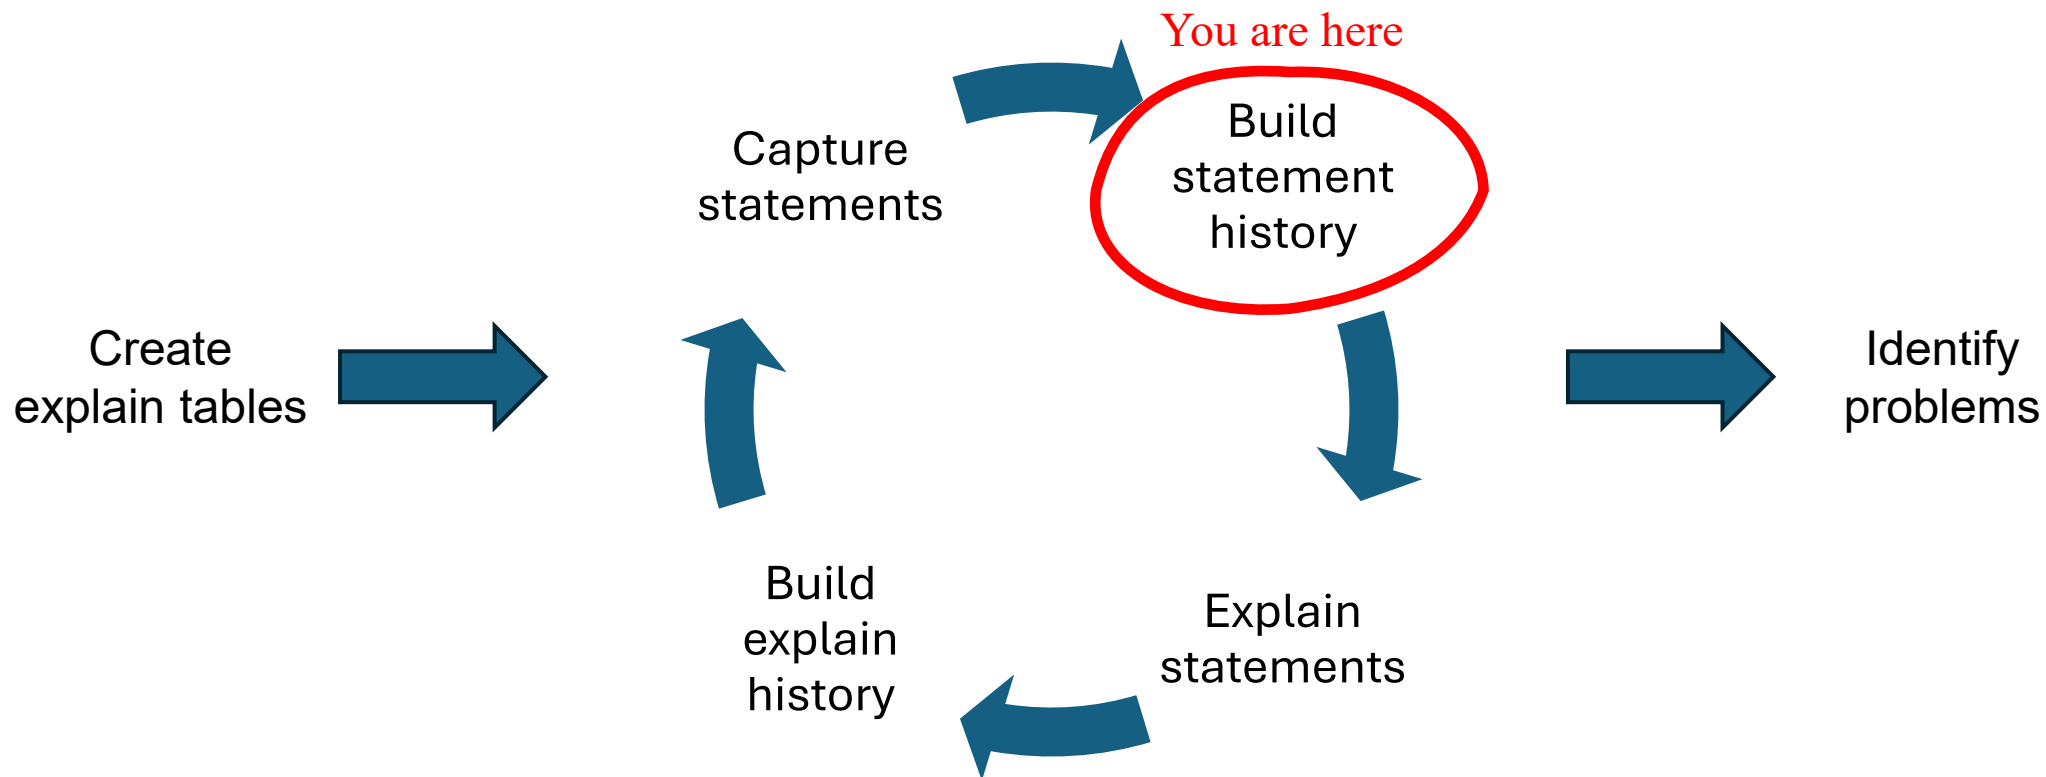 You are here
Build
statement
history
Capture
statements
Create
explain tables
Identify
problems
Build
explain
history
Explain
statements